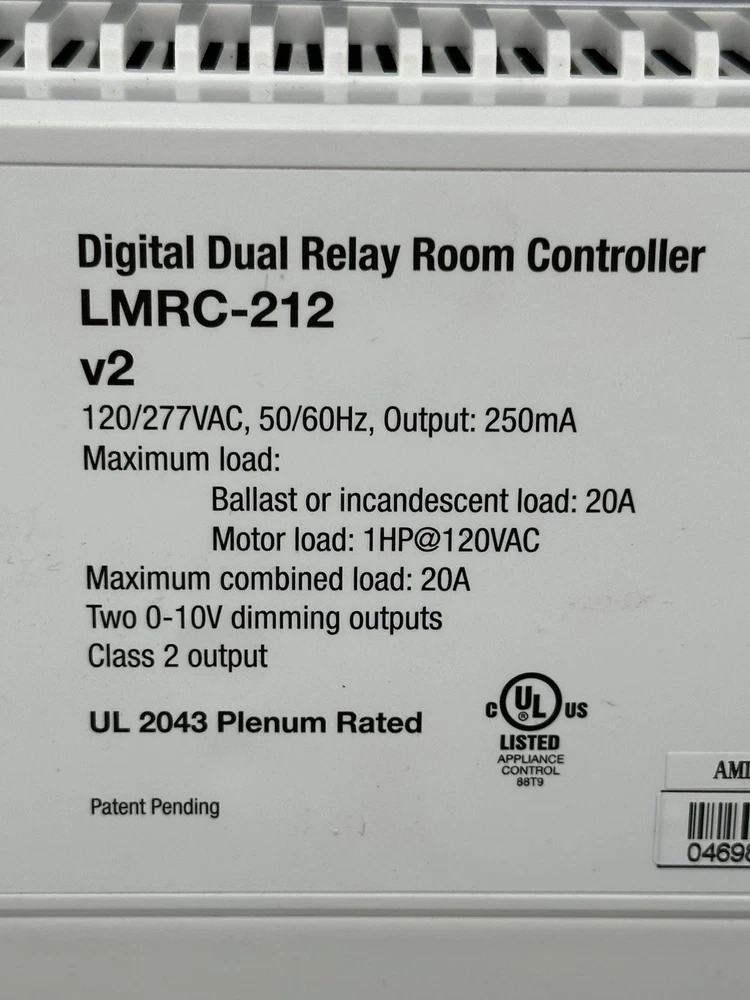 Digital Dual Relay Room Controller
LMRC-212
v2
120/277VAC, 50/60Hz, Output: 250mA
Maximum load:
Ballast or incandescent load: 20A
Motor load: 1HP@120VAC
Maximum combined load: 20A
Two 0-10V dimming outputs
Class 2 output
UL 2043 Plenum Rated
C UL® US
LISTED
APPLIANCE
CONTROL
88T9
Patent Pending